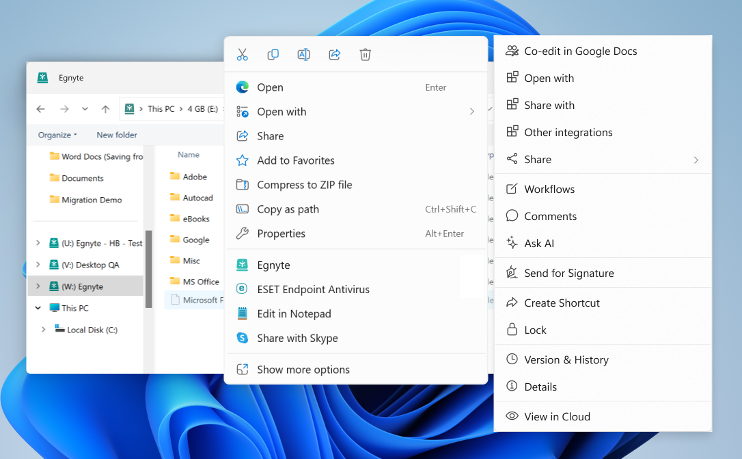 Egnyte
This PC > 4 GB (E:) >
Organize
New folder
Name
Word Docs (Saving fro
Documents
Migration Demo
(U:) Egnyte - HB - Test
(V:) Desktop QA
(W:) Egnyte
This PC
Local Disk (C:)
Adobe
Autocad
eBooks
Google
Misc
MS Office
Microsoft P
Open Enter
Open with
Share
Add to Favorites
Compress to ZIP file
Copy as path Ctrl+Shift+C
Properties Alt+Enter
Egnyte
ESET Endpoint Antivirus
Edit in Notepad
Share with Skype
Show more options
Co-edit in Google Docs
Open with
Share with
Other integrations
Share
Workflows
Comments
Ask AI
Send for Signature
Create Shortcut
Lock
Version & History
Details
View in Cloud